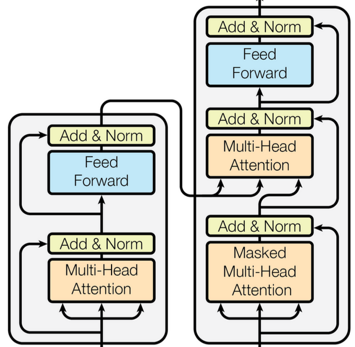 Add & Norm
Feed
Forward
Add & Norm
Multi-Head
Attention
Add & Norm
Feed
Forward
Add & Norm
Multi-Head
Attention
Add & Norm
Masked
Multi-Head
Attention